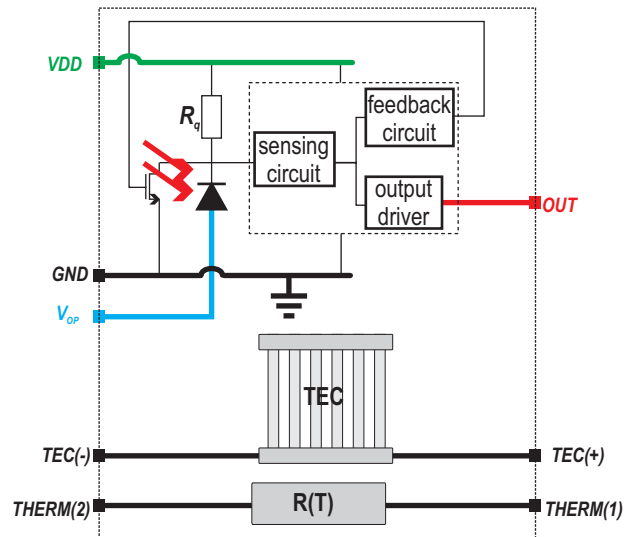 VDD
Rq
feedback
circuit
sensing
circuit
output
driver
OUT
GND
VOP
TEC
TEC(-)
TEC(+)
THERM(2)
R(T)
THERM(1)